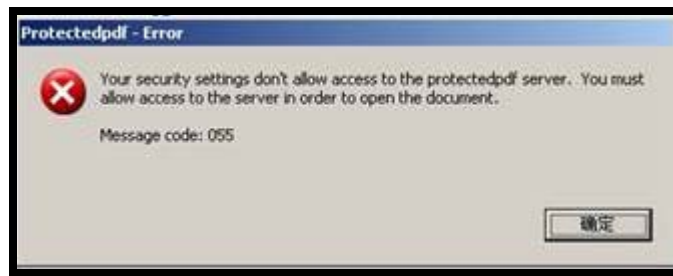 Protectedpdf - Error
Your security settings don't allow access to the protectedpdf server. You must
allow access to the server in order to open the document.
Message code: 055
确定